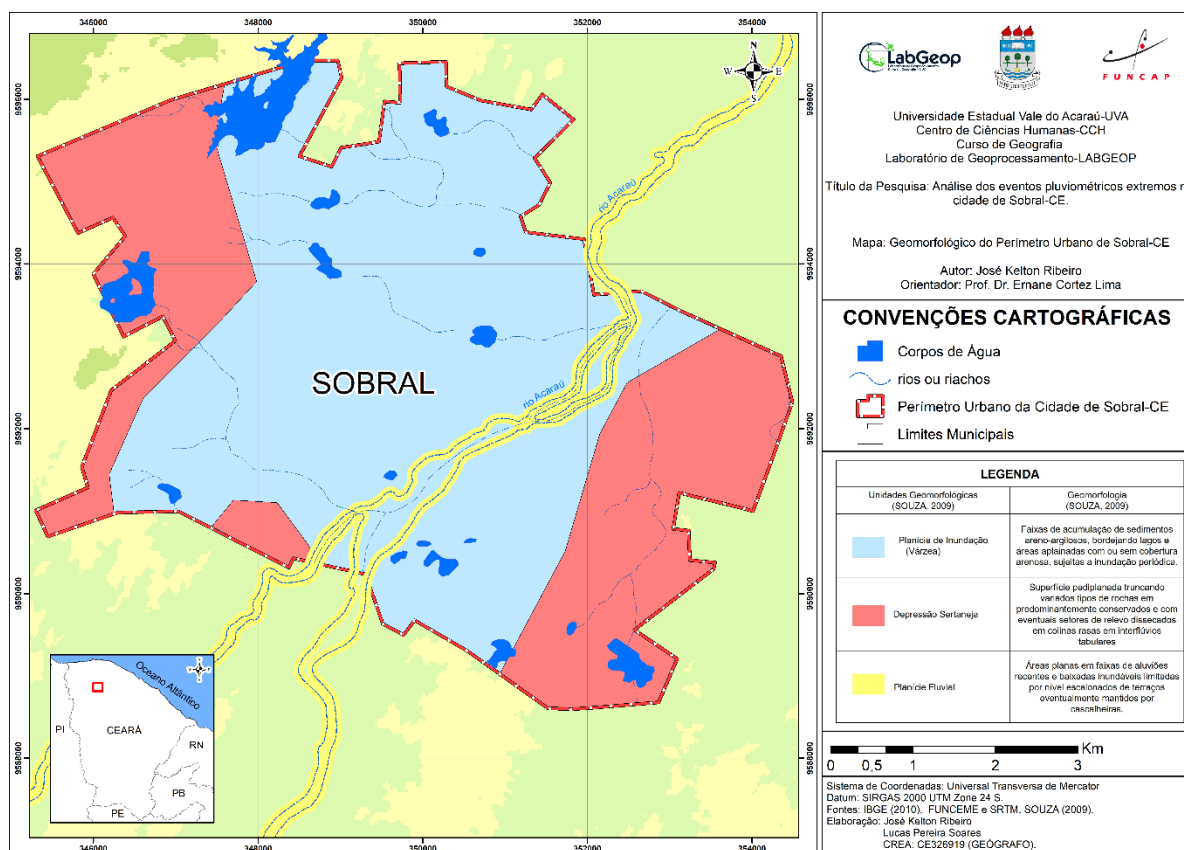 346000 348000 350000 352000 354000
9596000 9596000
N
W E
S
rio Acaraú
9594000 9594000
SOBRAL
rio Acaraú
9592000 9592000
9590000 9590000
9588000 9588000
Oceano Atlântico
PI
CEARÁ
RN
PB
PE
346000 348000 350000 352000 354000
LabGeop
FUNCAP
Universidade Estadual Vale do Acaraú-UVA
Centro de Ciências Humanas-CCH
Curso de Geografia
Laboratório de Geoprocessamento-LABGEOP
Título da Pesquisa: Análise dos eventos pluviométricos extremos n
cidade de Sobral-CE.
Mapa: Geomorfológico do Perímetro Urbano de Sobral-CE
Autor: José Kelton Ribeiro
Orientador: Prof. Dr. Ernane Cortez Lima
CONVENÇÕES CARTOGRÁFICAS
Corpos de Água
rios ou riachos
Perímetro Urbano da Cidade de Sobral-CE
Limites Municipais
LEGENDA
Unidades Geomorfológicas
(SOUZA, 2009)
Geomorfologia
(SOUZA, 2009)
Planície de Inundação
(Várzea)
Faixas de acumulação de sedimentos
areno-argilosos, bordejando lagos e
áreas aplainadas com ou sem cobertura
arenosa, sujeitas a inundação periódica.
Depressão Sertaneja
Superfície pediplanada truncando
variados tipos de rochas em
predominantemente conservados e com
eventuais setores de relevo dissecados
em colinas rasas em interflúvios
tabulares
Planície Fluvial
Áreas planas em faixas de aluviões
recentes e baixadas inundáveis limitadas
por nível escalonados de terraços
eventualmente mantidos por
cascalheiras.
0 0,5 1 2 3 Km
Sistema de Coordenadas: Universal Transversa de Mercator
Datum: SIRGAS 2000 UTM Zone 24 S.
Fontes: IBGE (2010), FUNCEME e SRTM, SOUZA (2009).
Elaboração: José Kelton Ribeiro
Lucas Pereira Soares
CREA: CE326919 (GEÓGRAFO).